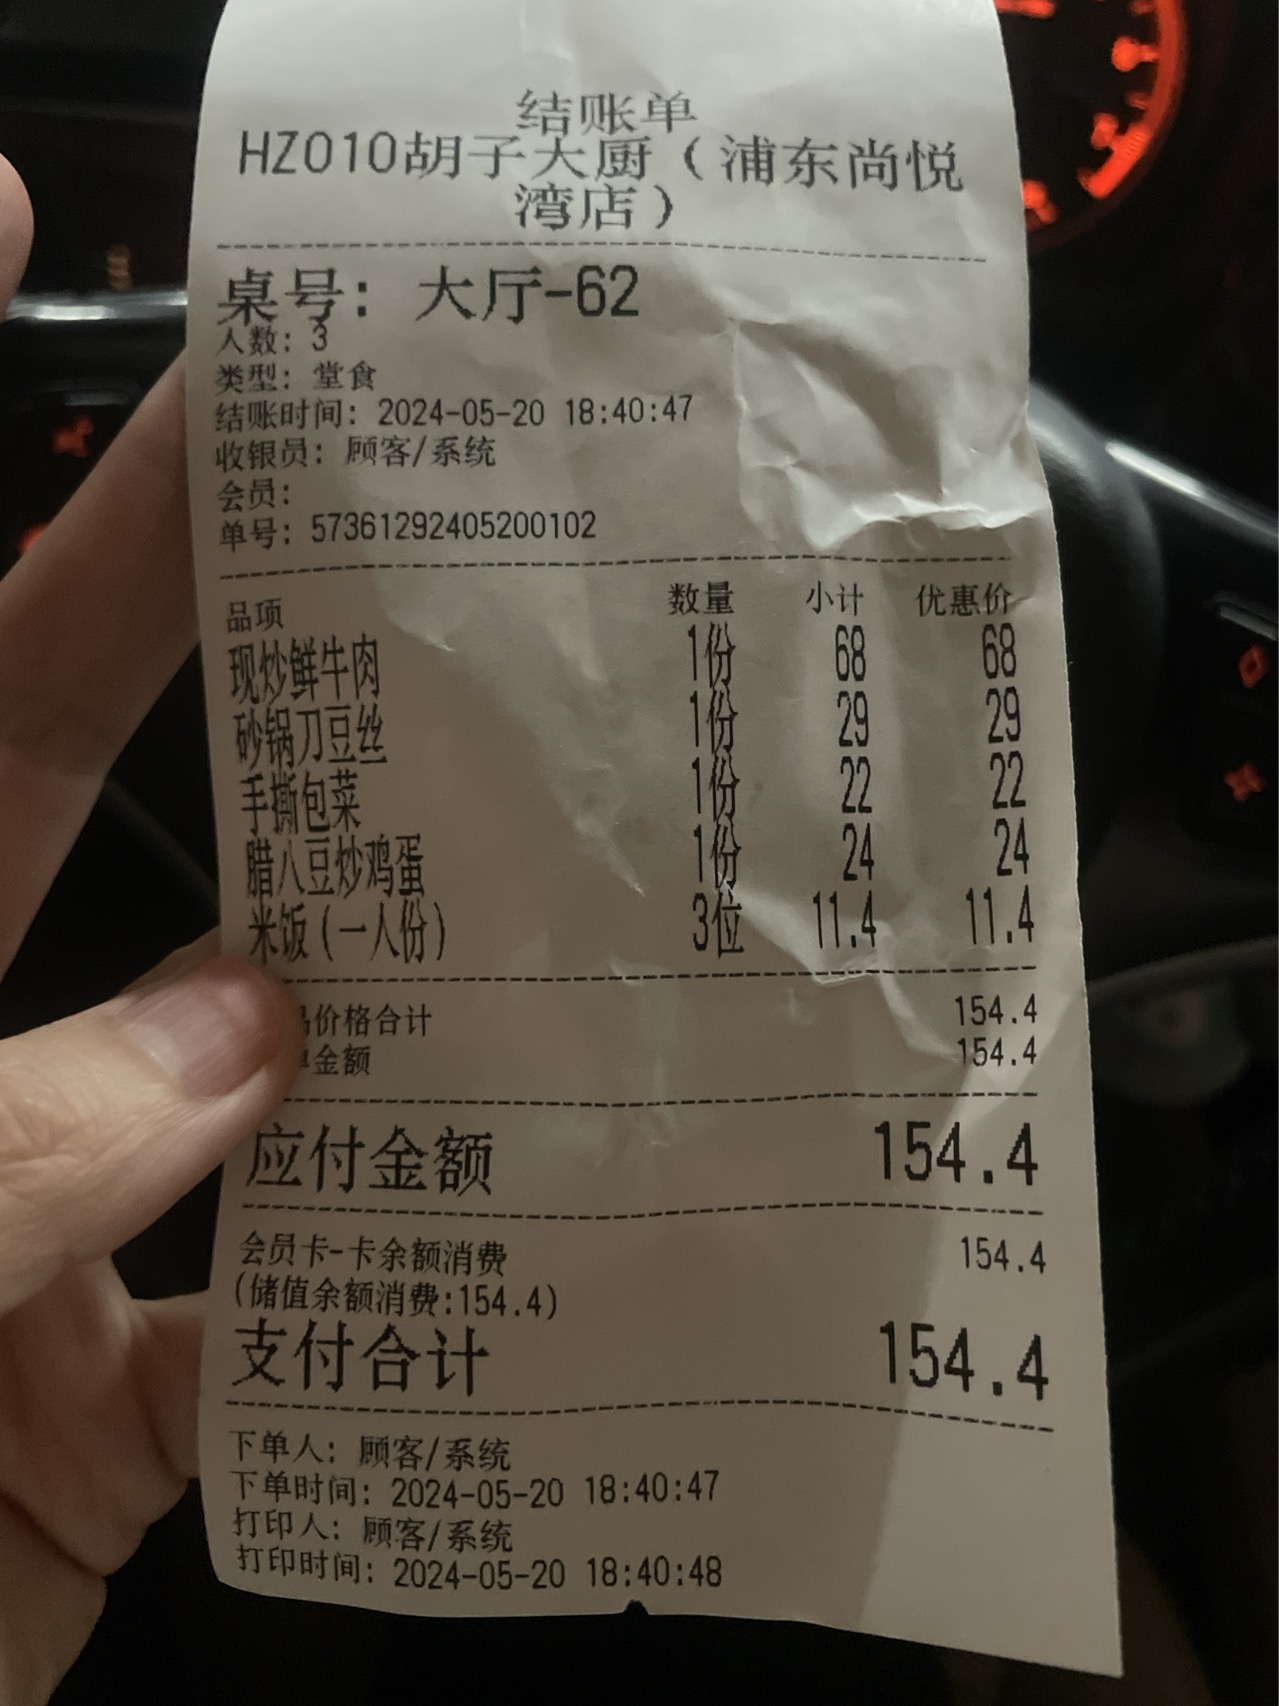 结账单
HZ010胡子大厨（浦东尚悦
湾店）
桌号： 大厅-62
人数：3
类型：堂食
结账时间：2024-05-20 18:40:47
收银员：顾客/系统
会员：
单号：57361292405200102
品项 数量 小计 优惠价
现炒鲜牛肉 1份 68 68
砂锅刀豆丝 1份 29 29
手撕包菜 1份 22 22
腊八豆炒鸡蛋 1份 24 24
米饭(一人份) 3位 11.4 11.4
品价格合计 154.4
金额 154.4
应付金额 154.4
会员卡-卡余额消费 154.4
(储值余额消费:154.4)
支付合计 154.4
下单人：顾客/系统
下单时间：2024-05-20 18:40:47
打印人：顾客/系统
打印时间：2024-05-20 18:40:48